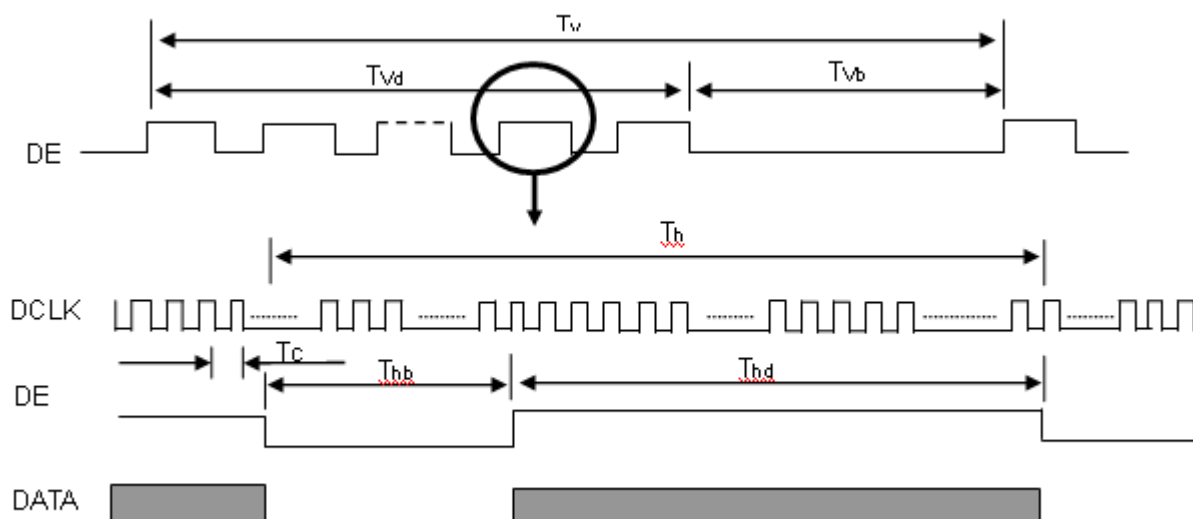 Tv
Tvd
Tvb
DE
Th
DCLK
Tc
Thb
Thd
DE
DATA